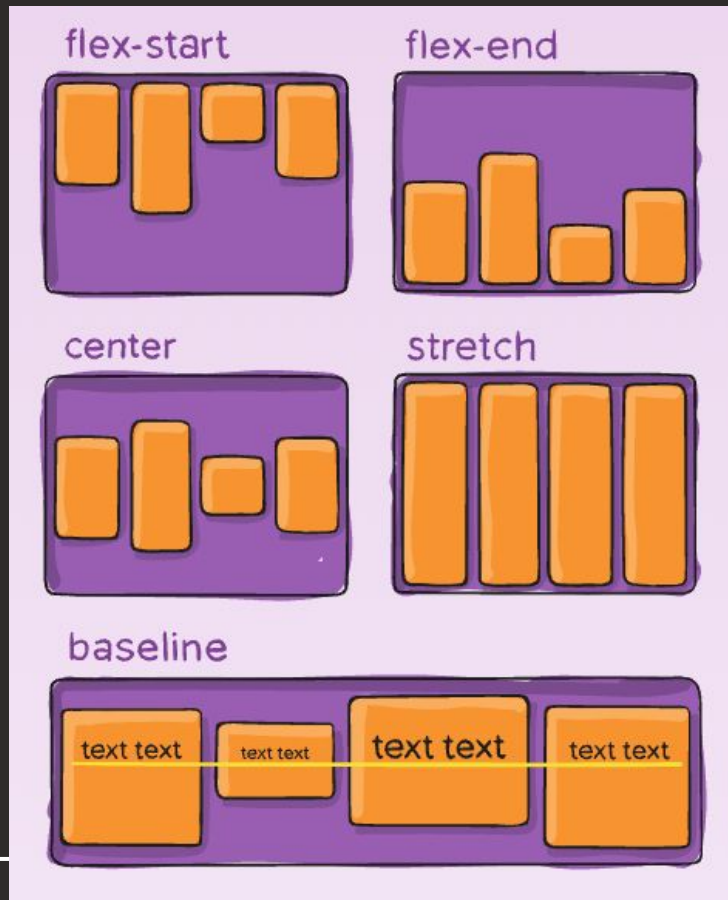 flex-start
flex-end
center
stretch
baseline
text text
text text
text text
text text